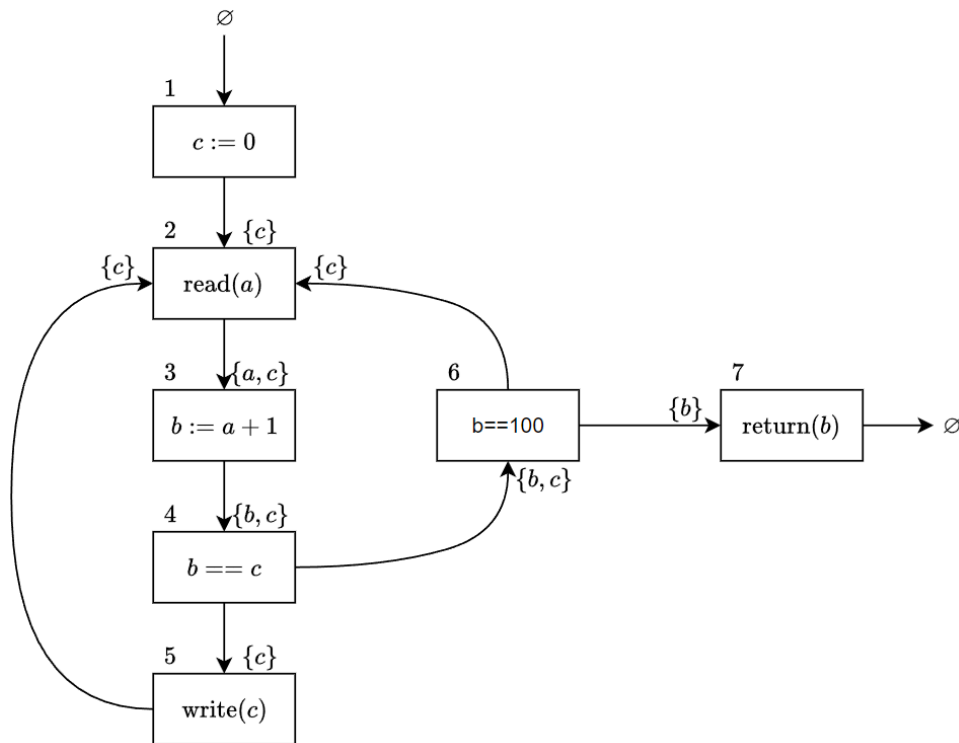 ∅
1
c := 0
2
{c}
{c}
{c}
read(a)
3
{a, c}
6
7
b := a + 1
b==100
{b}
return(b)
∅
4
{b, c}
{b, c}
b == c
5
{c}
write(c)